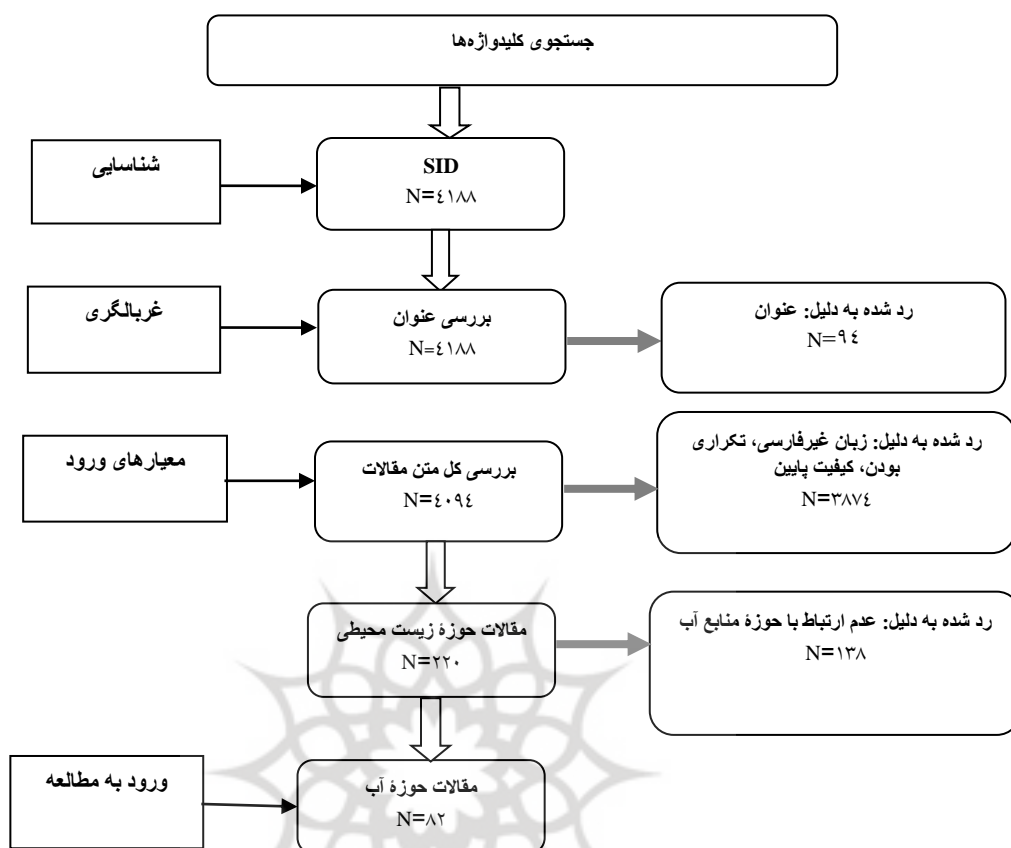 جستجوی کلیدواژه‌ها
شناسایی
SID
N=٤١٨٨
غربالگری
بررسی عنوان
N=٤١٨٨
رد شده به دلیل: عنوان
N=٩٤
معیارهای ورود
بررسی کل متن مقالات
N=٤٠٩٤
رد شده به دلیل: زبان غیرفارسی، تکراری
بودن، کیفیت پایین
N=٣٨٧٤
مقالات حوزهٔ زیست محیطی
N=٢٢٠
رد شده به دلیل: عدم ارتباط با حوزهٔ منابع آب
N=١٣٨
ورود به مطالعه
مقالات حوزهٔ آب
N=٨٢